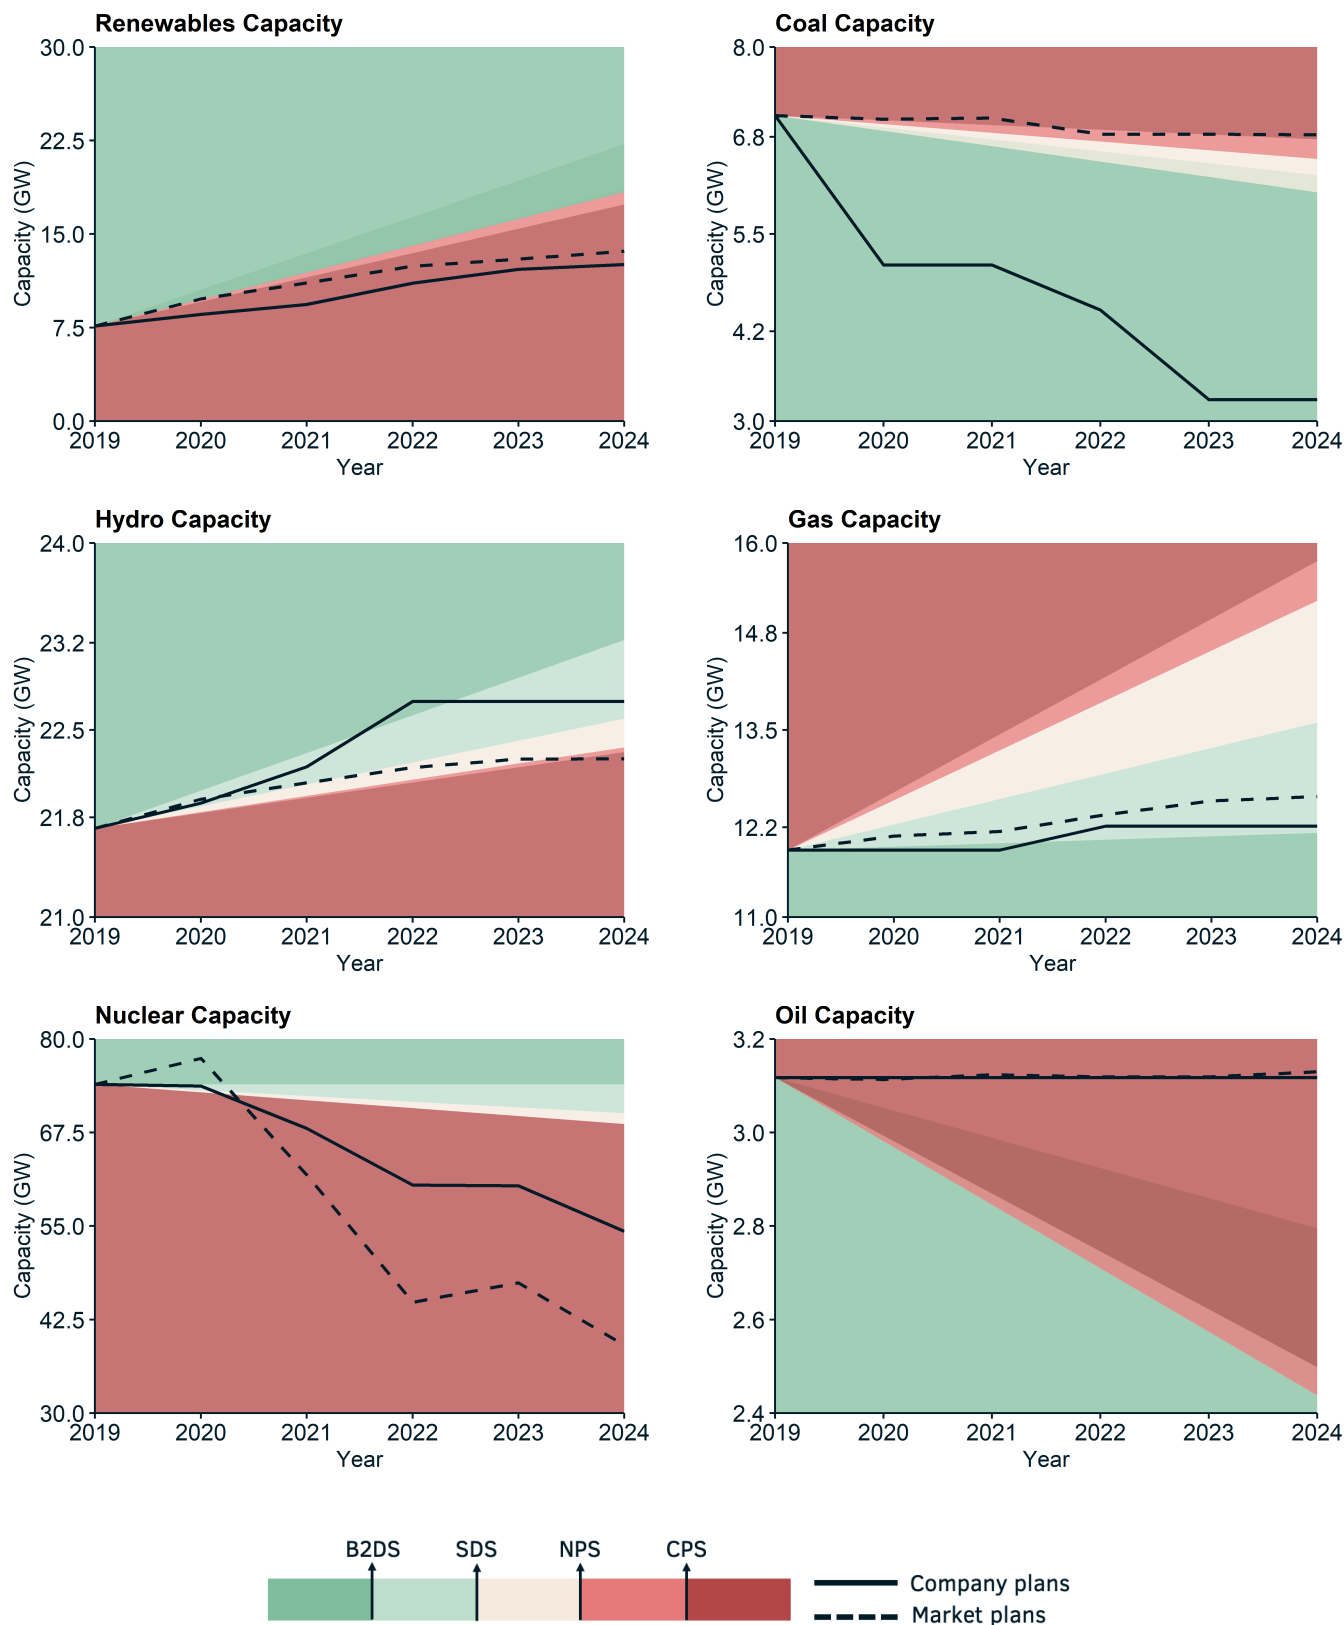 Renewables Capacity
Capacity (GW)
30.0
22.5
15.0
7.5
0.0
2019 2020 2021 2022 2023 2024
Year
Coal Capacity
Capacity (GW)
8.0
6.8
5.5
4.2
3.0
2019 2020 2021 2022 2023 2024
Year
Hydro Capacity
Capacity (GW)
24.0
23.2
22.5
21.8
21.0
2019 2020 2021 2022 2023 2024
Year
Gas Capacity
Capacity (GW)
16.0
14.8
13.5
12.2
11.0
2019 2020 2021 2022 2023 2024
Year
Nuclear Capacity
Capacity (GW)
80.0
67.5
55.0
42.5
30.0
2019 2020 2021 2022 2023 2024
Year
Oil Capacity
Capacity (GW)
3.2
3.0
2.8
2.6
2.4
2019 2020 2021 2022 2023 2024
Year
B2DS SDS NPS CPS
Company plans
Market plans